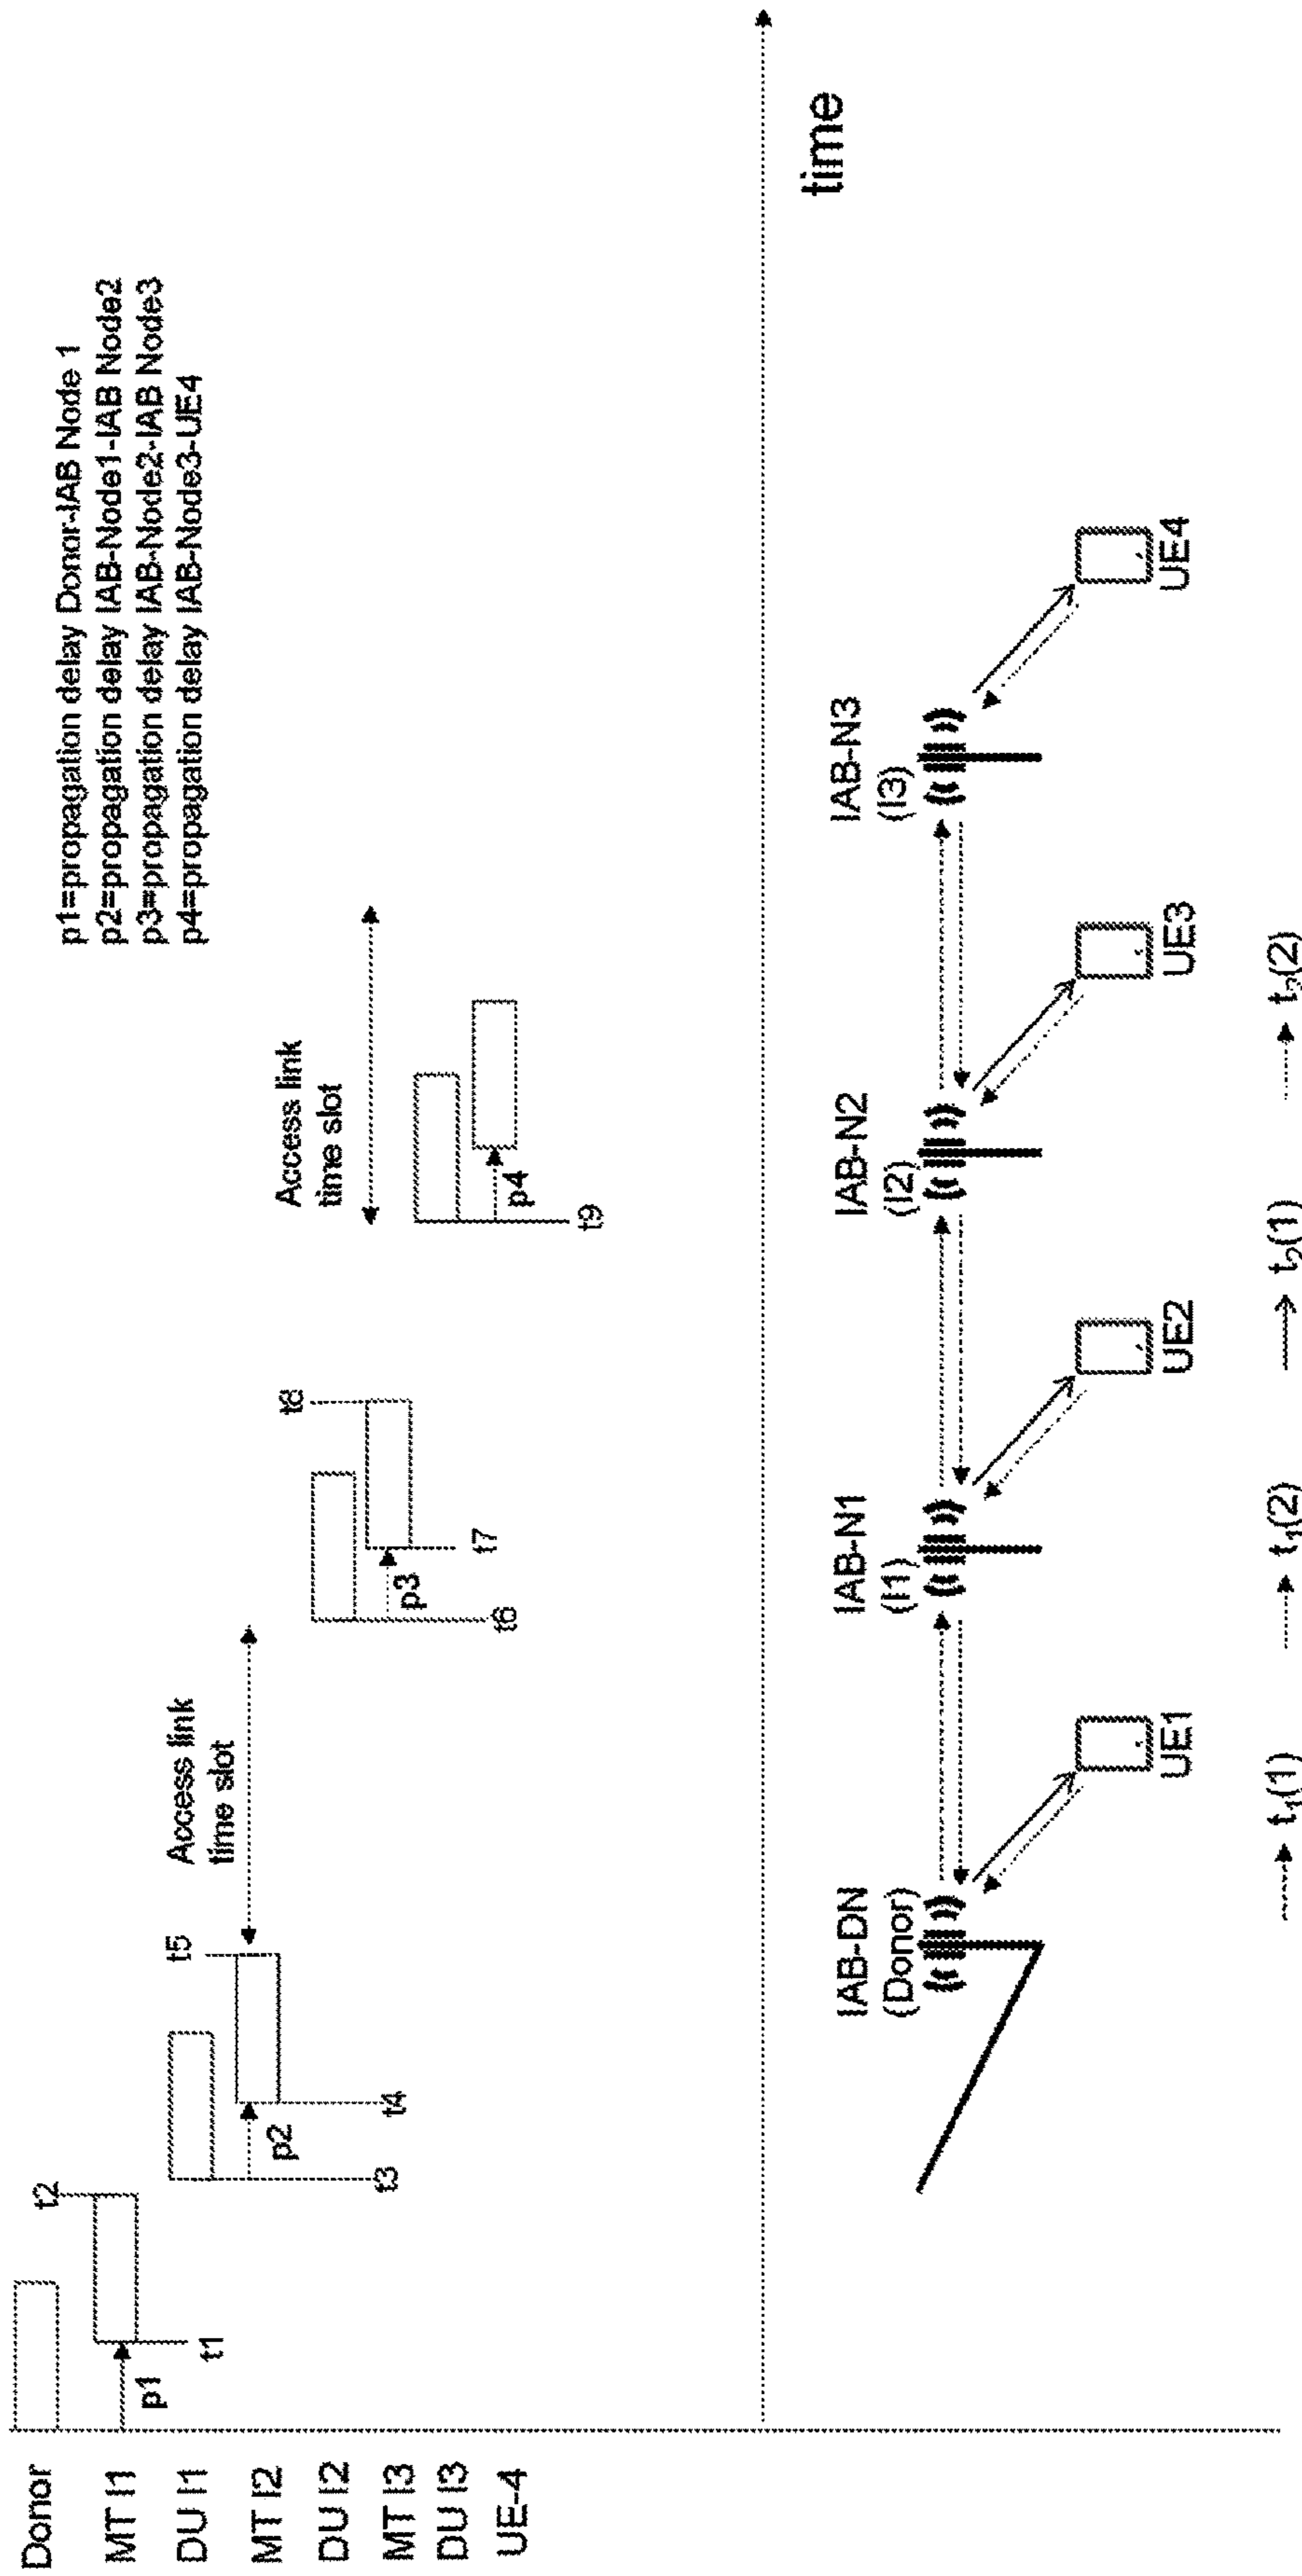 Donor
MT I1
DU I1
MT I2
DU I2
MT I3
DU I3
UE-4
p1
t1
t2
p2
t3
t4
t5
Access link
time slot
p3
t6
t7
t8
Access link
time slot
p4
t9
p1=propagation delay Donor-IAB Node 1
p2=propagation delay IAB-Node1-IAB Node2
p3=propagation delay IAB-Node2-IAB Node3
p4=propagation delay IAB-Node3-UE4
time
IAB-DN
(Donor)
IAB-N1
(I1)
IAB-N2
(I2)
IAB-N3
(I3)
UE1
UE2
UE3
UE4
t₁(1)
t₁(2)
t₂(1)
t₂(2)